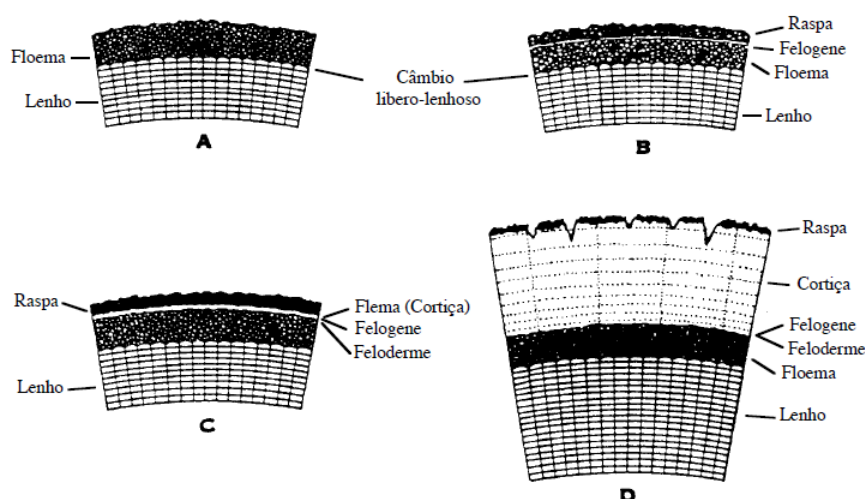 Floema
Lenho
A
Câmbio
libero-lenhoso
Raspa
Felogene
Floema
Lenho
B
Raspa
Lenho
Flema (Cortiça)
Felogene
Feloderme
C
Raspa
Cortiça
Felogene
Feloderme
Floema
Lenho
D